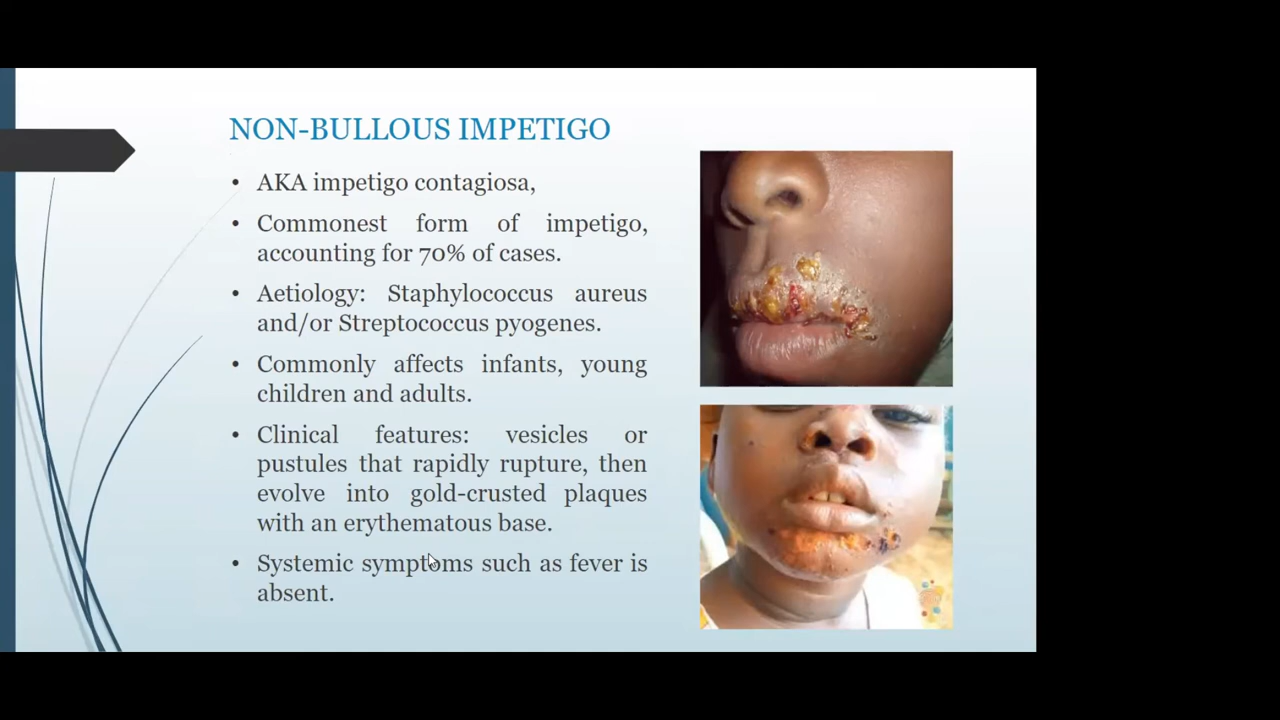 NON-BULLOUS IMPETIGO
• AKA impetigo contagiosa,
• Commonest form of impetigo,
accounting for 70% of cases.
• Aetiology: Staphylococcus aureus
and/or Streptococcus pyogenes.
• Commonly affects infants, young
children and adults.
• Clinical features: vesicles or
pustules that rapidly rupture, then
evolve into gold-crusted plaques
with an erythematous base.
• Systemic symptoms such as fever is
absent.